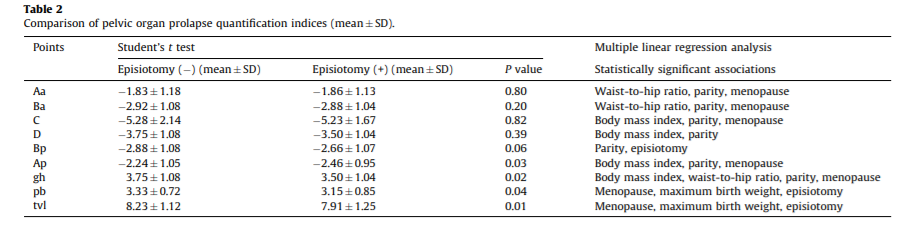 Table 2
Comparison of pelvic organ prolapse quantification indices (mean ± SD).
Points Student's t test Multiple linear regression analysis
Episiotomy (−) (mean ± SD) Episiotomy (+) (mean ± SD) P value Statistically significant associations
Aa −1.83 ± 1.18 −1.86 ± 1.13 0.80 Waist-to-hip ratio, parity, menopause
Ba −2.92 ± 1.08 −2.88 ± 1.04 0.20 Waist-to-hip ratio, parity, menopause
C −5.28 ± 2.14 −5.23 ± 1.67 0.82 Body mass index, parity, menopause
D −3.75 ± 1.08 −3.50 ± 1.04 0.39 Body mass index, parity
Bp −2.88 ± 1.08 −2.66 ± 1.07 0.06 Parity, episiotomy
Ap −2.24 ± 1.05 −2.46 ± 0.95 0.03 Body mass index, parity, menopause
gh 3.75 ± 1.08 3.50 ± 1.04 0.02 Body mass index, waist-to-hip ratio, parity, menopause
pb 3.33 ± 0.72 3.15 ± 0.85 0.04 Menopause, maximum birth weight, episiotomy
tvl 8.23 ± 1.12 7.91 ± 1.25 0.01 Menopause, maximum birth weight, episiotomy